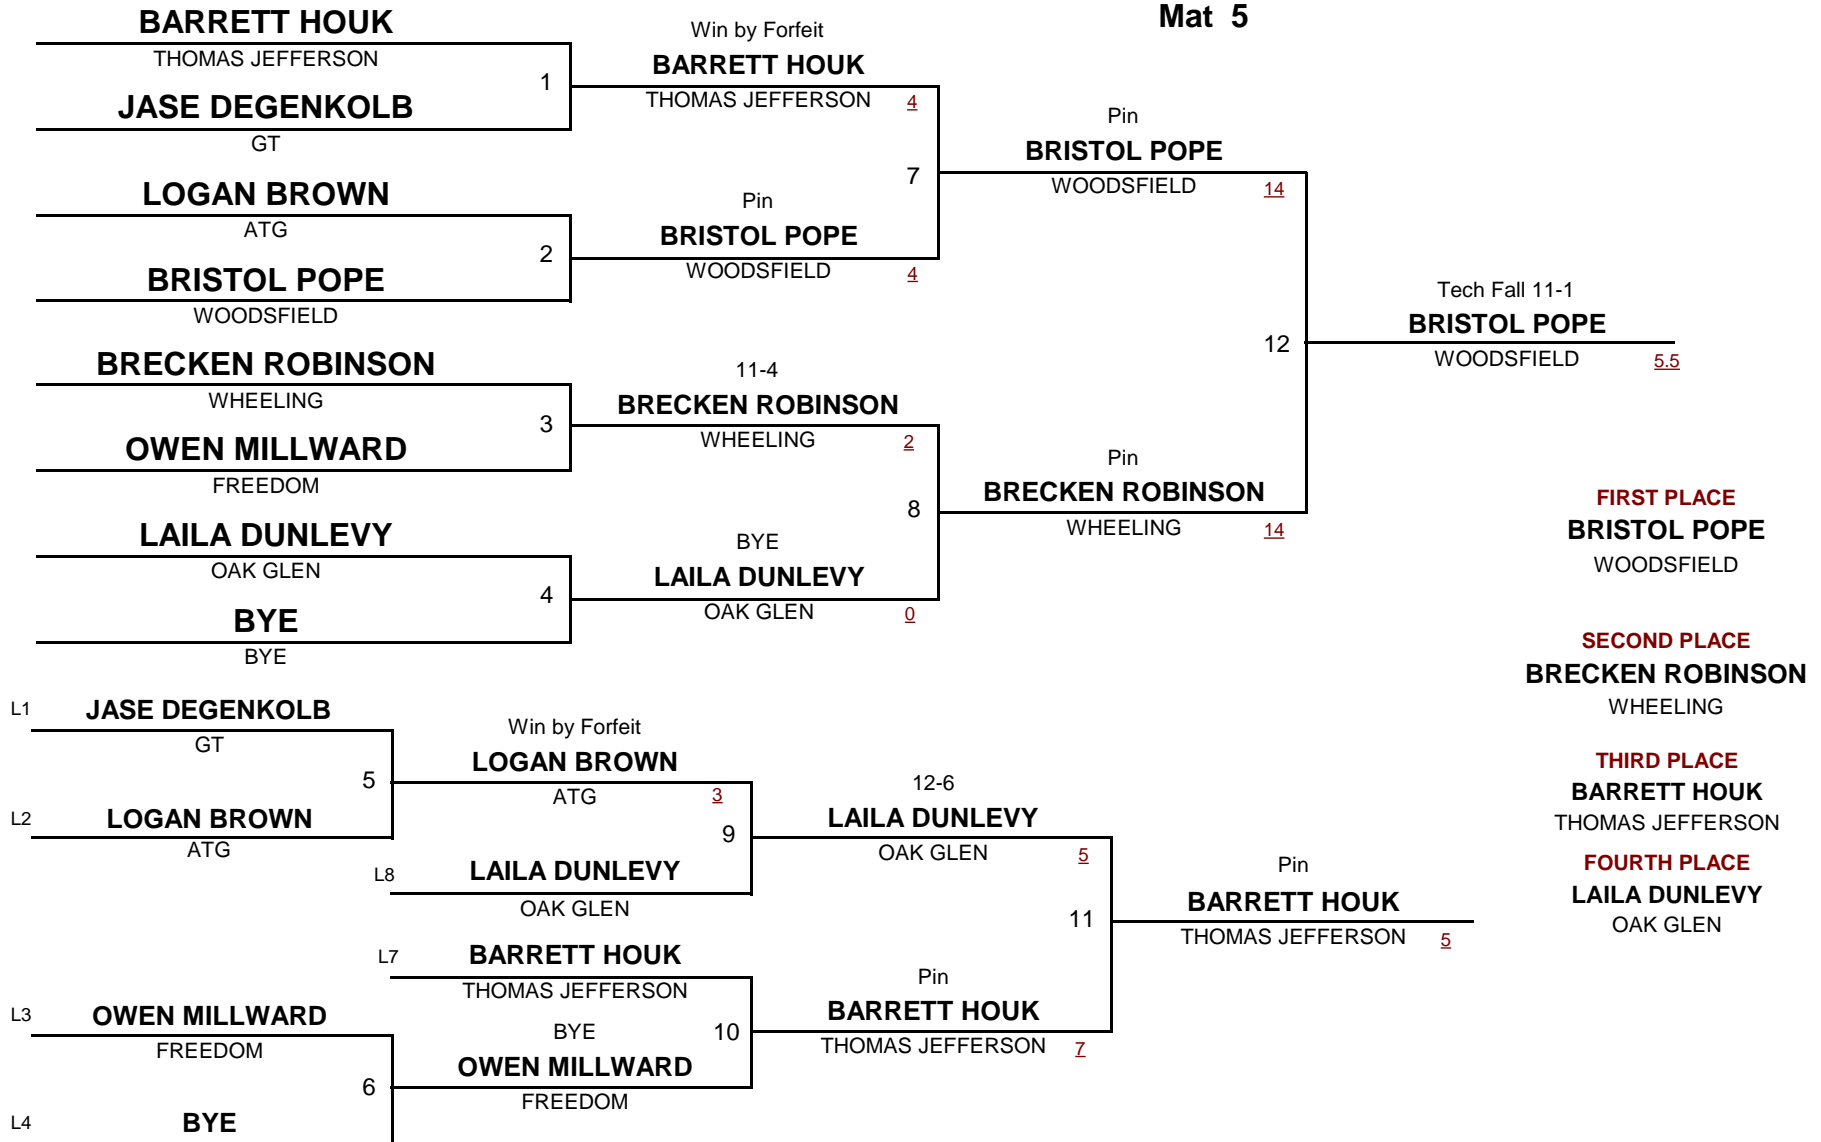 Mat 5
BARRETT HOUK
THOMAS JEFFERSON
1
JASE DEGENKOLB
GT
LOGAN BROWN
ATG
2
BRISTOL POPE
WOODSFIELD
BRECKEN ROBINSON
WHEELING
3
OWEN MILLWARD
FREEDOM
LAILA DUNLEVY
OAK GLEN
4
BYE
BYE
Win by Forfeit
BARRETT HOUK
THOMAS JEFFERSON 4
7
Pin
BRISTOL POPE
WOODSFIELD 4
11-4
BRECKEN ROBINSON
WHEELING 2
8
BYE
LAILA DUNLEVY
OAK GLEN 0
Pin
BRISTOL POPE
WOODSFIELD 14
12
Pin
BRECKEN ROBINSON
WHEELING 14
Tech Fall 11-1
BRISTOL POPE
WOODSFIELD 5.5
L1 JASE DEGENKOLB
GT
5
L2 LOGAN BROWN
ATG
Win by Forfeit
LOGAN BROWN
ATG 3
9
L8 LAILA DUNLEVY
OAK GLEN
L7 BARRETT HOUK
THOMAS JEFFERSON
L3 OWEN MILLWARD
FREEDOM
6
L4 BYE
BYE 10
OWEN MILLWARD
FREEDOM
12-6
LAILA DUNLEVY
OAK GLEN 5
11
Pin
BARRETT HOUK
THOMAS JEFFERSON 7
Pin
BARRETT HOUK
THOMAS JEFFERSON 5
FIRST PLACE
BRISTOL POPE
WOODSFIELD
SECOND PLACE
BRECKEN ROBINSON
WHEELING
THIRD PLACE
BARRETT HOUK
THOMAS JEFFERSON
FOURTH PLACE
LAILA DUNLEVY
OAK GLEN